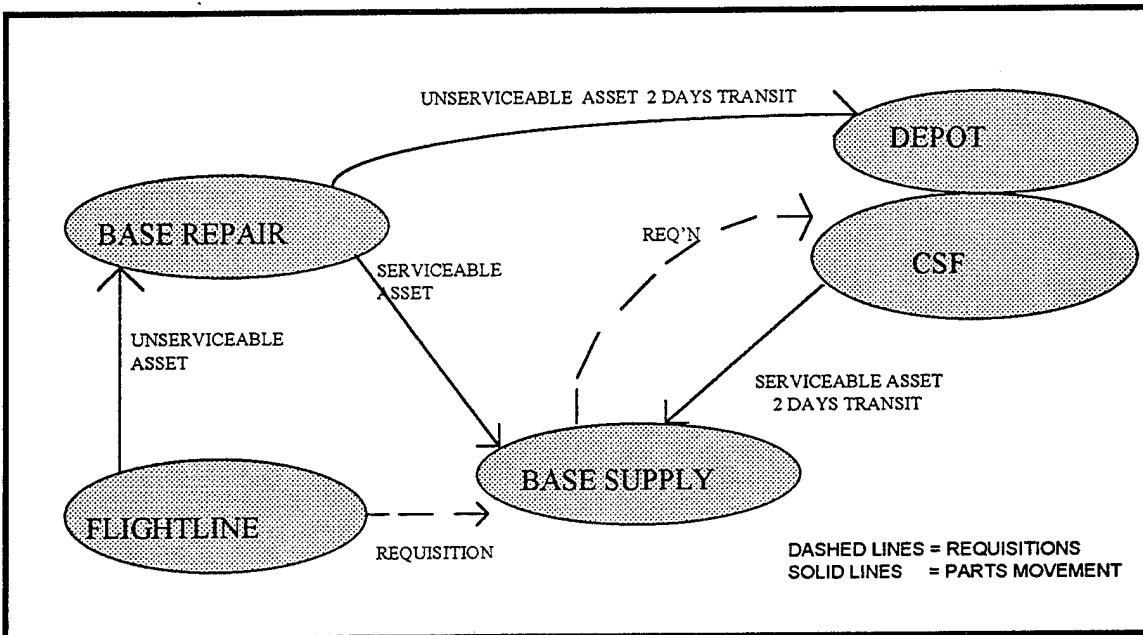 UNSERVICEABLE ASSET 2 DAYS TRANSIT
DEPOT
BASE REPAIR
REQ'N
CSF
SERVICEABLE
ASSET
UNSERVICEABLE
ASSET
SERVICEABLE ASSET
2 DAYS TRANSIT
BASE SUPPLY
FLIGHTLINE
REQUISITION
DASHED LINES = REQUISITIONS
SOLID LINES = PARTS MOVEMENT